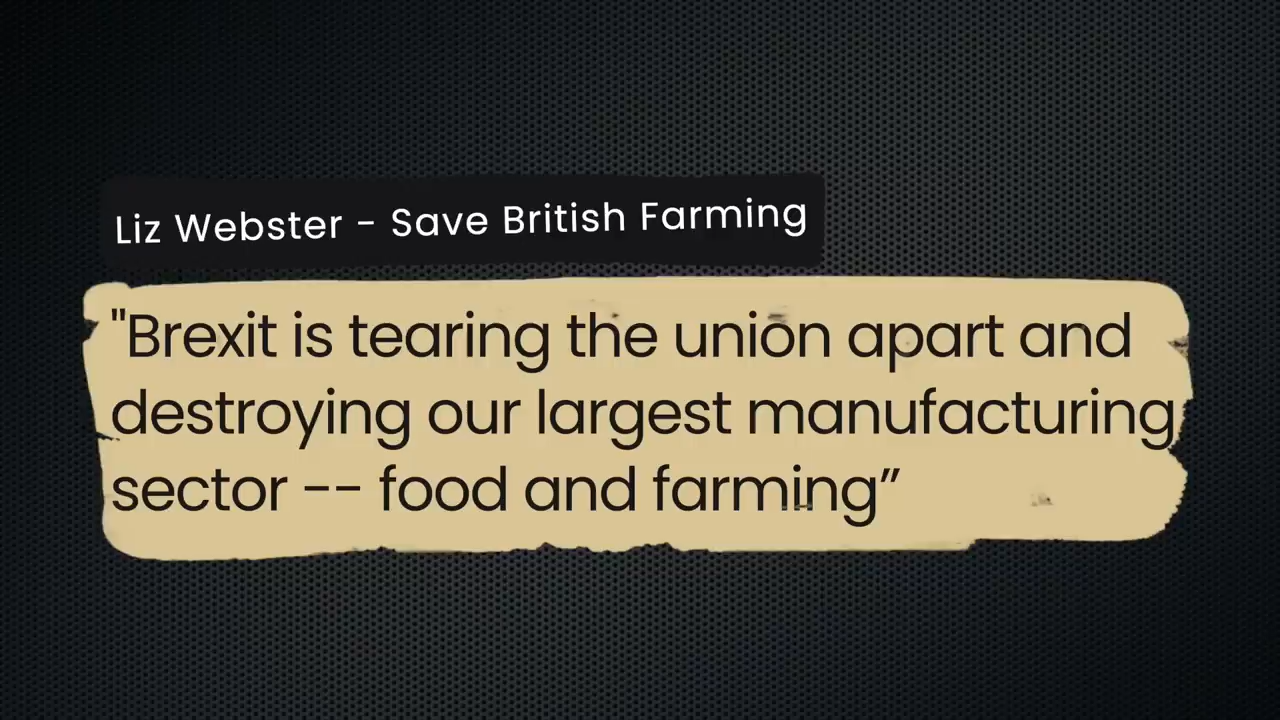 Liz Webster - Save British Farming
"Brexit is tearing the union apart and
destroying our largest manufacturing
sector -- food and farming”